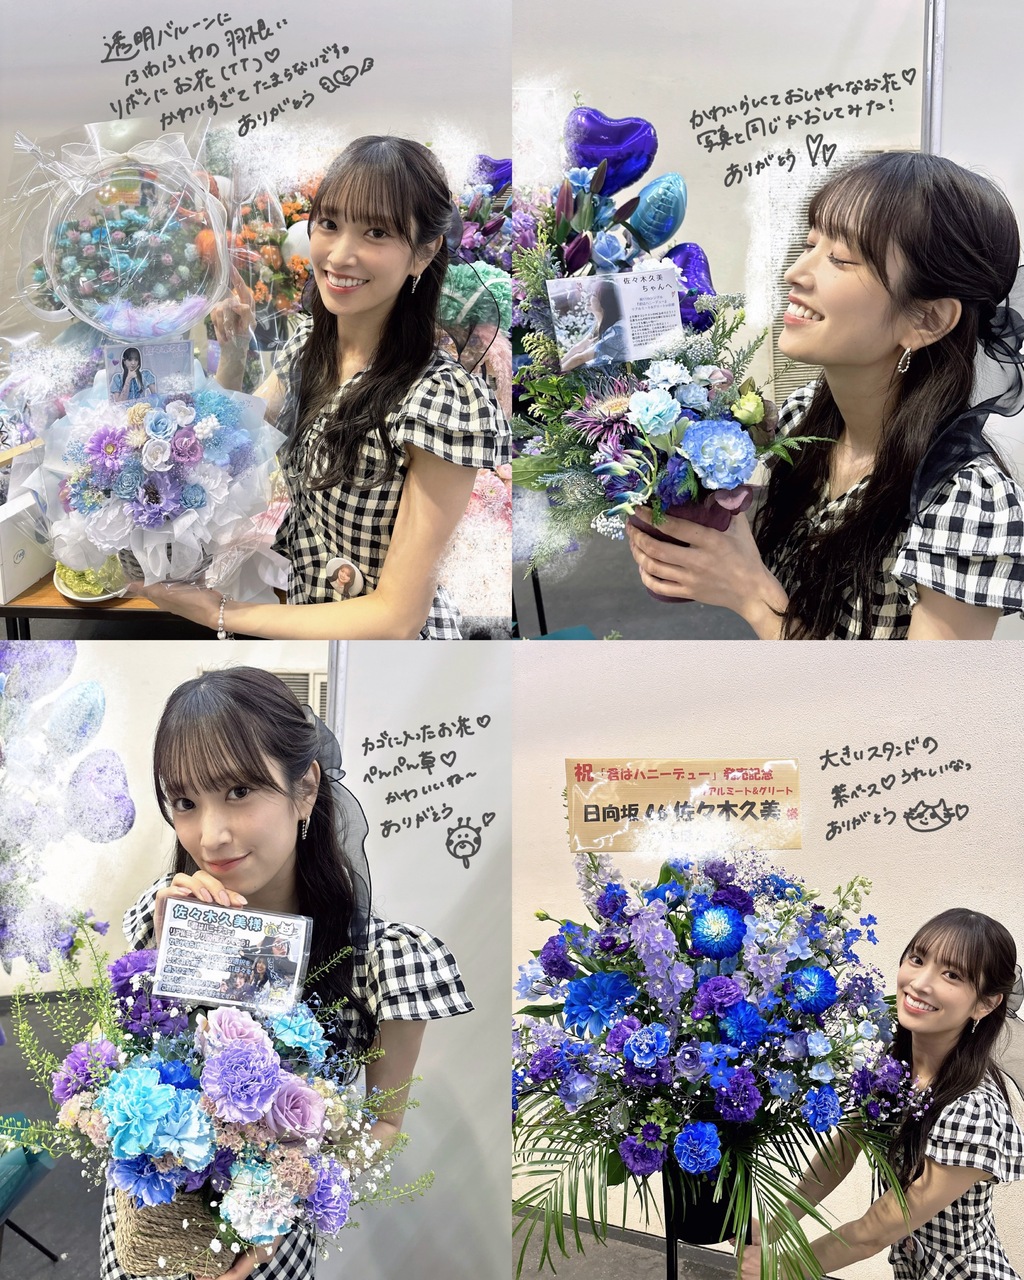 透明バルーンに
ふわふわの羽根い
リボンにお花(TT)♡
かわいすぎてたまらないです。
ありがとう
かわいらしくておしゃれなお花♡
写真と同じかおしてみた!
ありがとう
佐々木久美
ちゃんへ
カゴに入ったお花♡
ぺんぺん草♡
かわいいね〜
ありがとう
佐々木久美様
大きいスタンドの
紫ベース♡うれしいなっ
ありがとう
祝「君はハニーデュー」発売記念
リアルミート&グリート
日向坂46 佐々木久美 様